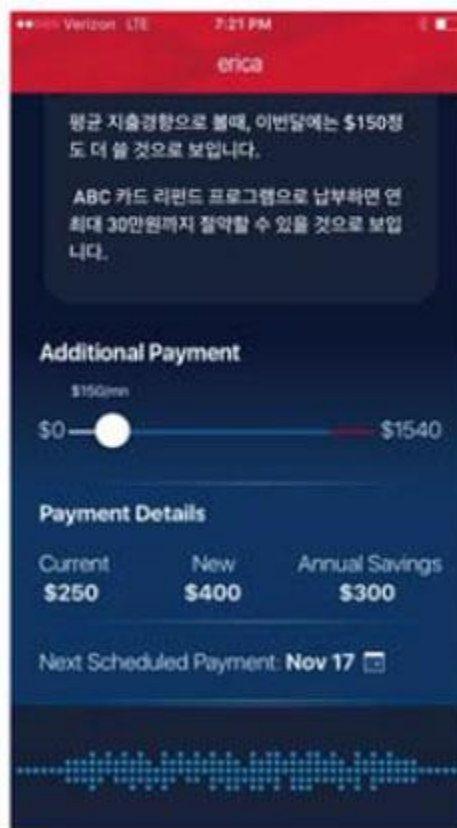 Verizon LTE 7:21 PM
erica
평균 지출경향으로 볼때, 이번달에는 $150정
도 더 쓸 것으로 보입니다.
ABC 카드 리펀드 프로그램으로 납부하면 연
최대 30만원까지 절약할 수 있을 것으로 보입
니다.
Additional Payment
$150/mn
$0 $1540
Payment Details
Current New Annual Savings
$250 $400 $300
Next Scheduled Payment: Nov 17